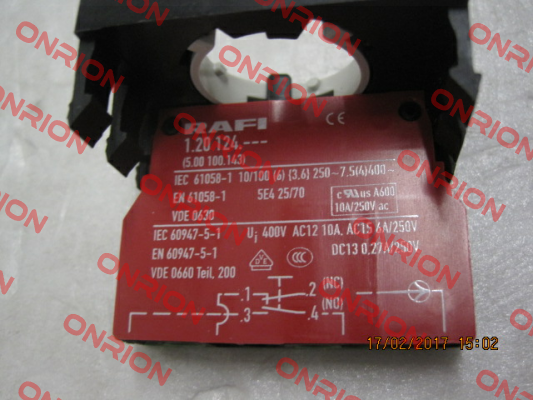 RAFI
CE
1.20 124.---
(5.00 100.143)
IEC 61058-1 10/100 (6) (3,6) 250~7.5(4)400~
EN 61058-1 5E4 25/70
VDE 0630
c us A600
10A/250V ac
IEC 60947-5-1 Ui 400V AC12 10A, AC15 6A/250V
EN 60947-5-1 DC13 0,27A/250V
VDE 0660 Teil, 200
.1 .2 (NC)
.3 .4 (NO)
17/02/2017 15:02
ONRION